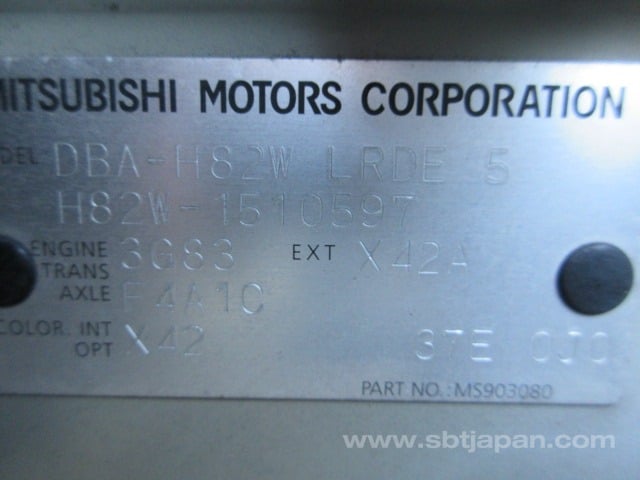 MITSUBISHI MOTORS CORPORATION
DEL DBA-H82W LRDE 5
H82W-1510597
ENGINE 3G83 EXT X42A
TRANS
AXLE F4A1C
COLOR. INT X42
OPT 37E 0J0
PART NO.:MS903080
www.sbtjapan.com